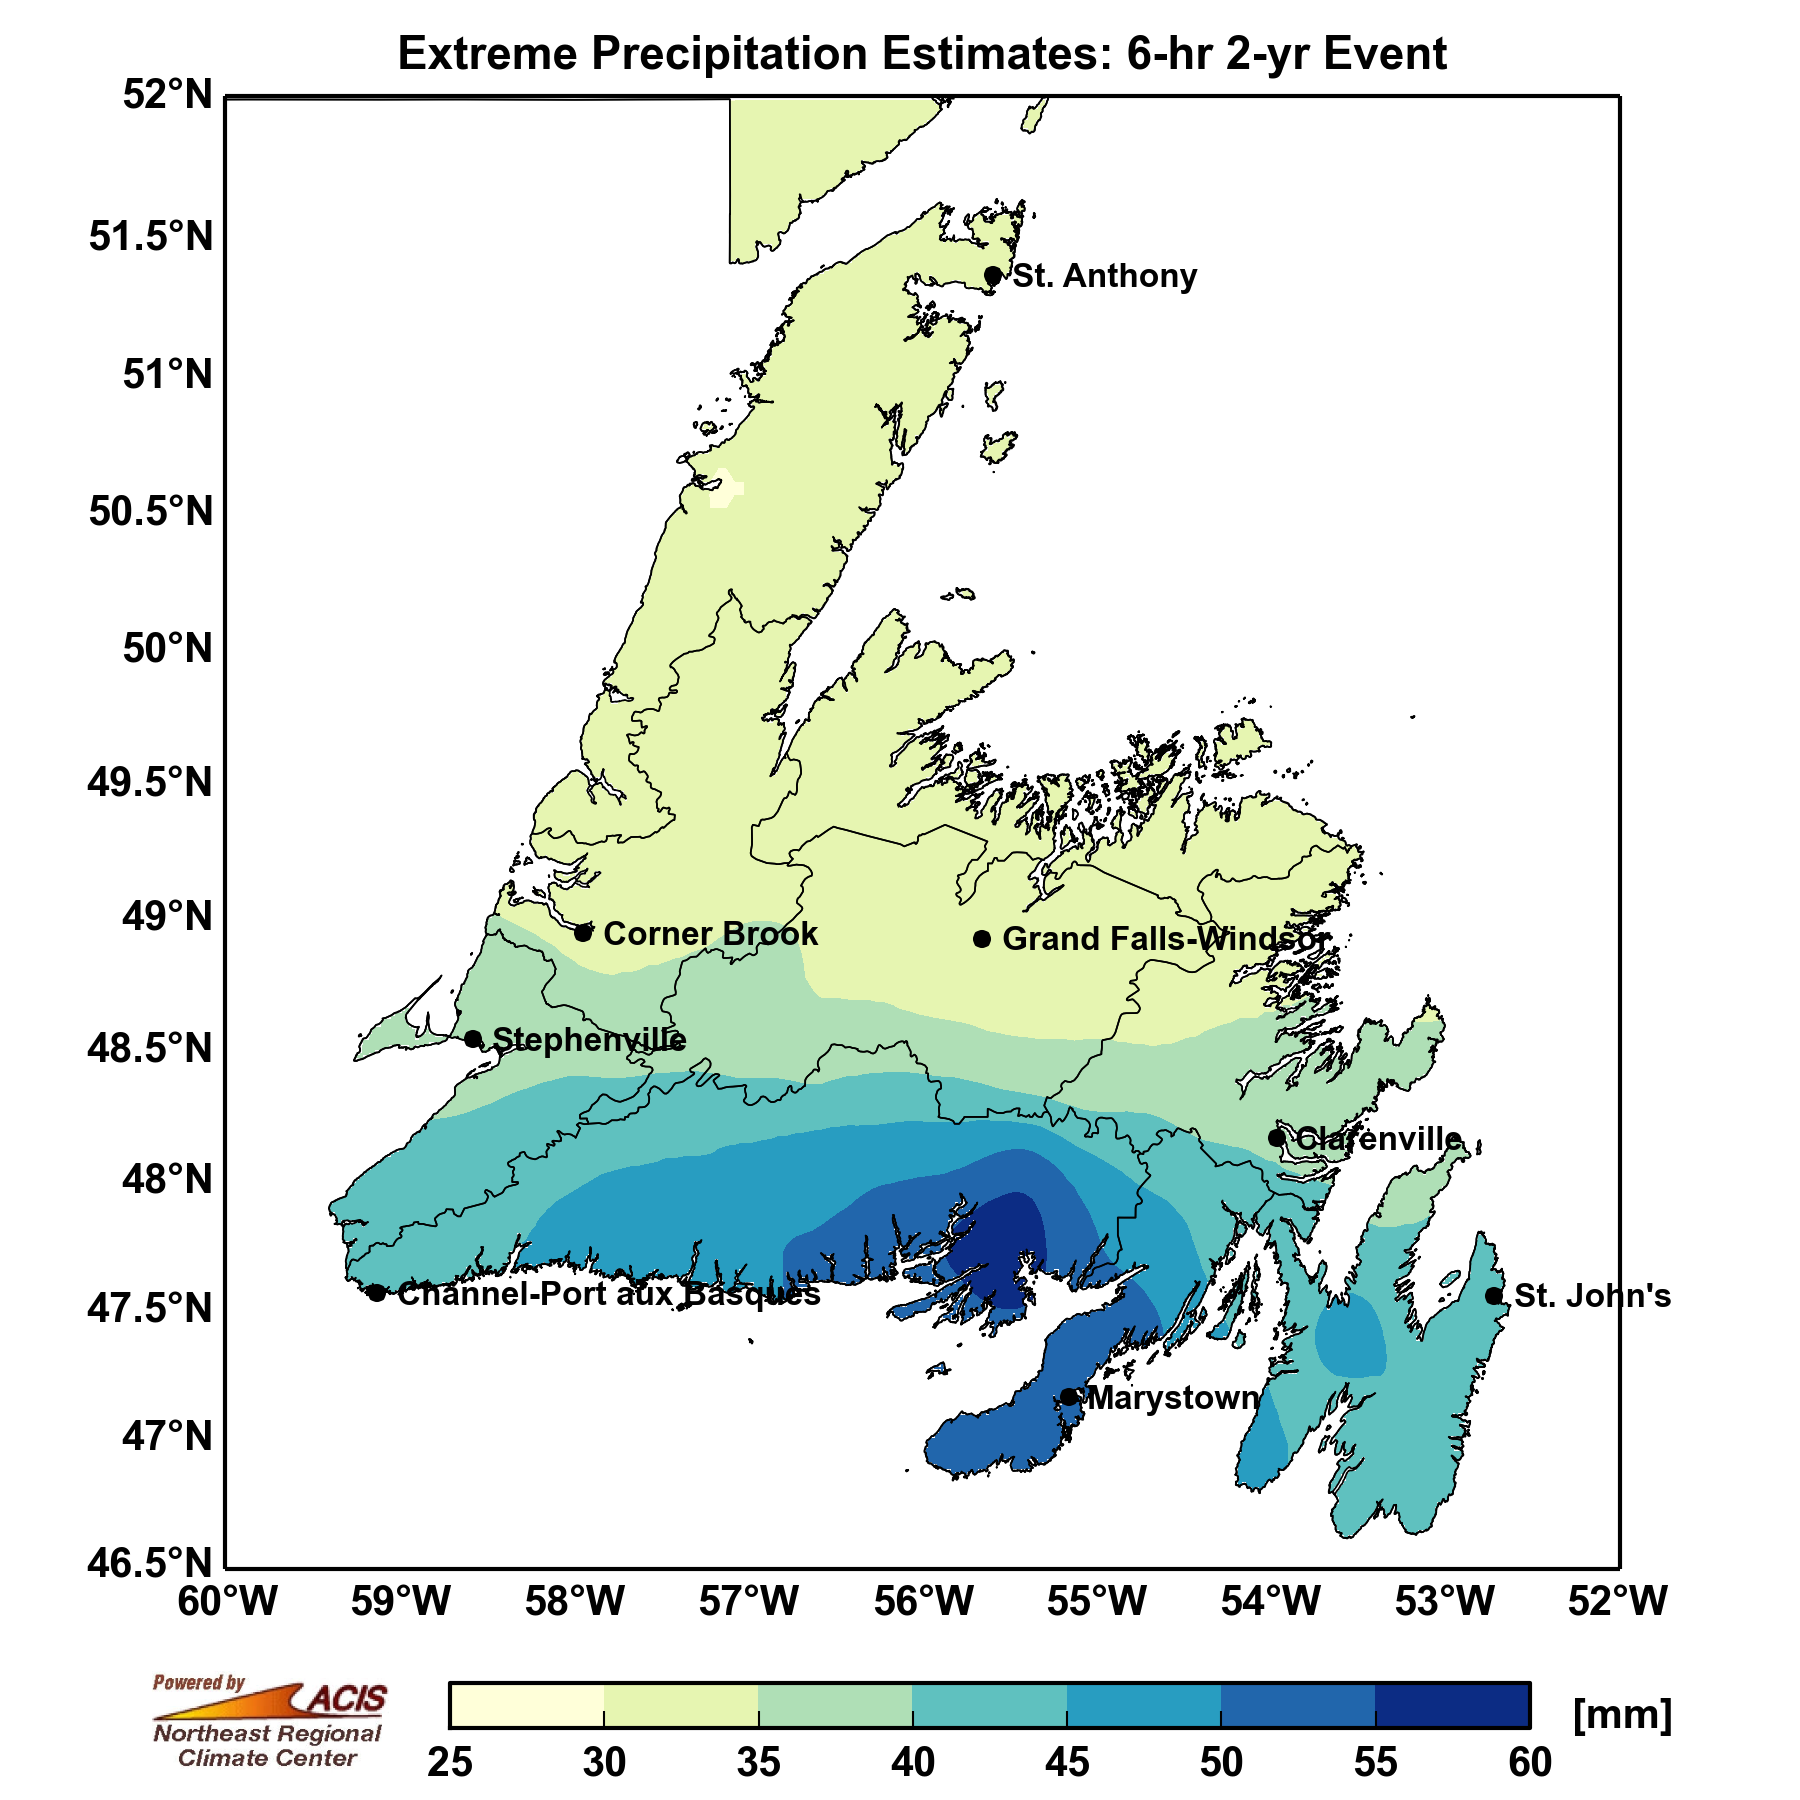 Extreme Precipitation Estimates: 6-hr 2-yr Event
52°N
51.5°N
St. Anthony
51°N
50.5°N
50°N
49.5°N
49°N
Corner Brook
Grand Falls-Windsor
48.5°N
Stephenville
Clarenville
48°N
47.5°N
Channel-Port aux Basques
St. John's
Marystown
47°N
46.5°N
60°W 59°W 58°W 57°W 56°W 55°W 54°W 53°W 52°W
Powered by
ACIS
Northeast Regional
Climate Center
[mm]
25 30 35 40 45 50 55 60